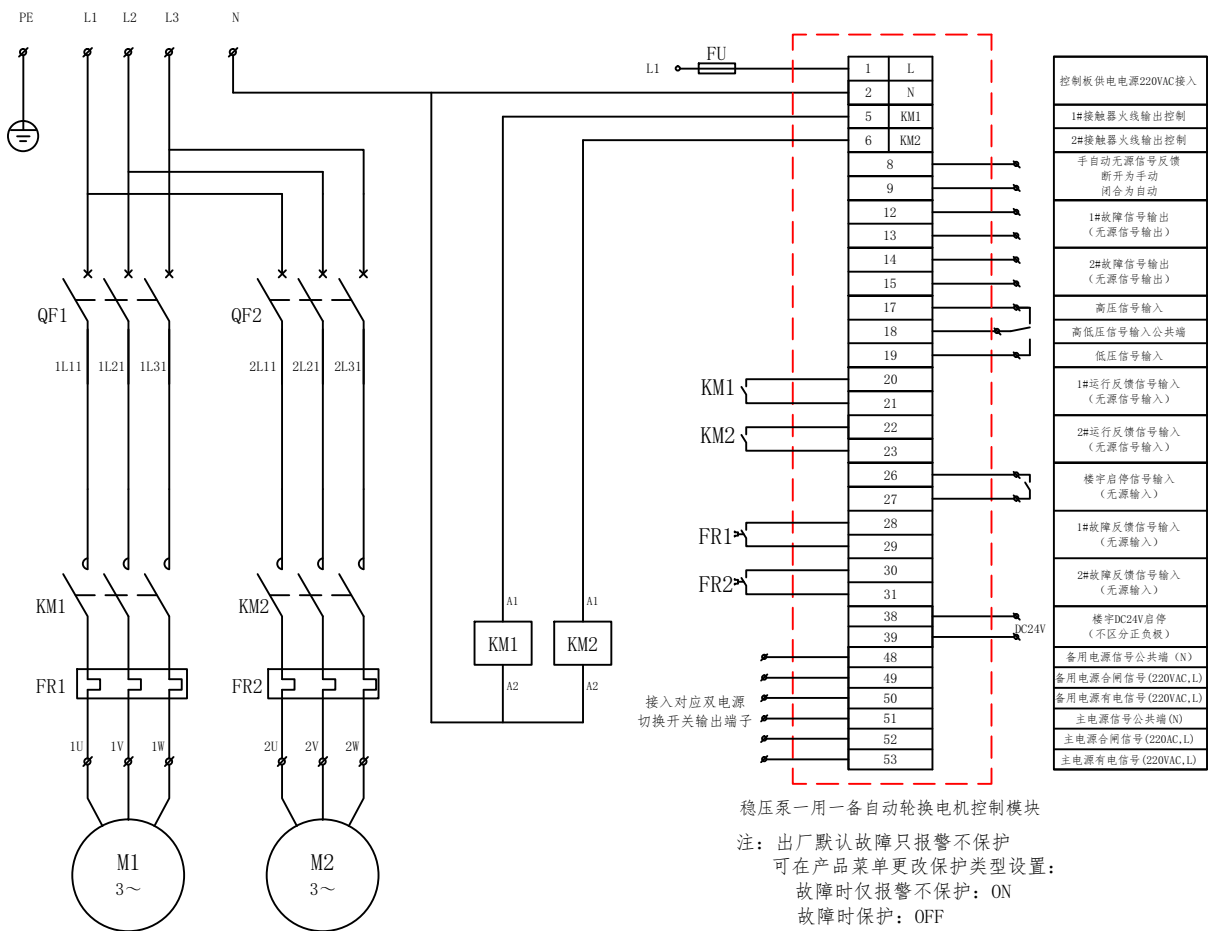 PE L1 L2 L3 N
L1 FU
1 L
2 N
控制板供电电源220VAC接入
5 KM1
1#接触器火线输出控制
6 KM2
2#接触器火线输出控制
8
9
手自动无源信号反馈
断开为手动
闭合为自动
12
13
1#故障信号输出
(无源信号输出)
14
15
2#故障信号输出
(无源信号输出)
17
高压信号输入
18
高低压信号输入公共端
19
低压信号输入
KM1
20
21
1#运行反馈信号输入
(无源信号输入)
KM2
22
23
2#运行反馈信号输入
(无源信号输入)
26
27
楼宇启停信号输入
(无源输入)
FR1
28
29
1#故障反馈信号输入
(无源输入)
FR2
30
31
2#故障反馈信号输入
(无源输入)
38
39
DC24V
楼宇DC24V启停
(不区分正负极)
48
备用电源信号公共端(N)
49
备用电源合闸信号(220VAC,L)
50
备用电源有电信号(220VAC,L)
51
主电源信号公共端(N)
52
主电源合闸信号(220AC,L)
53
主电源有电信号(220VAC,L)
接入对应双电源
切换开关输出端子
QF1 QF2
1L11 1L21 1L31 2L11 2L21 2L31
KM1 KM2
A1 A1
KM1 KM2
A2 A2
FR1 FR2
1U 1V 1W 2U 2V 2W
M1 M2
3～ 3～
稳压泵一用一备自动轮换电机控制模块
注：出厂默认故障只报警不保护
可在产品菜单更改保护类型设置：
故障时仅报警不保护：ON
故障时保护：OFF